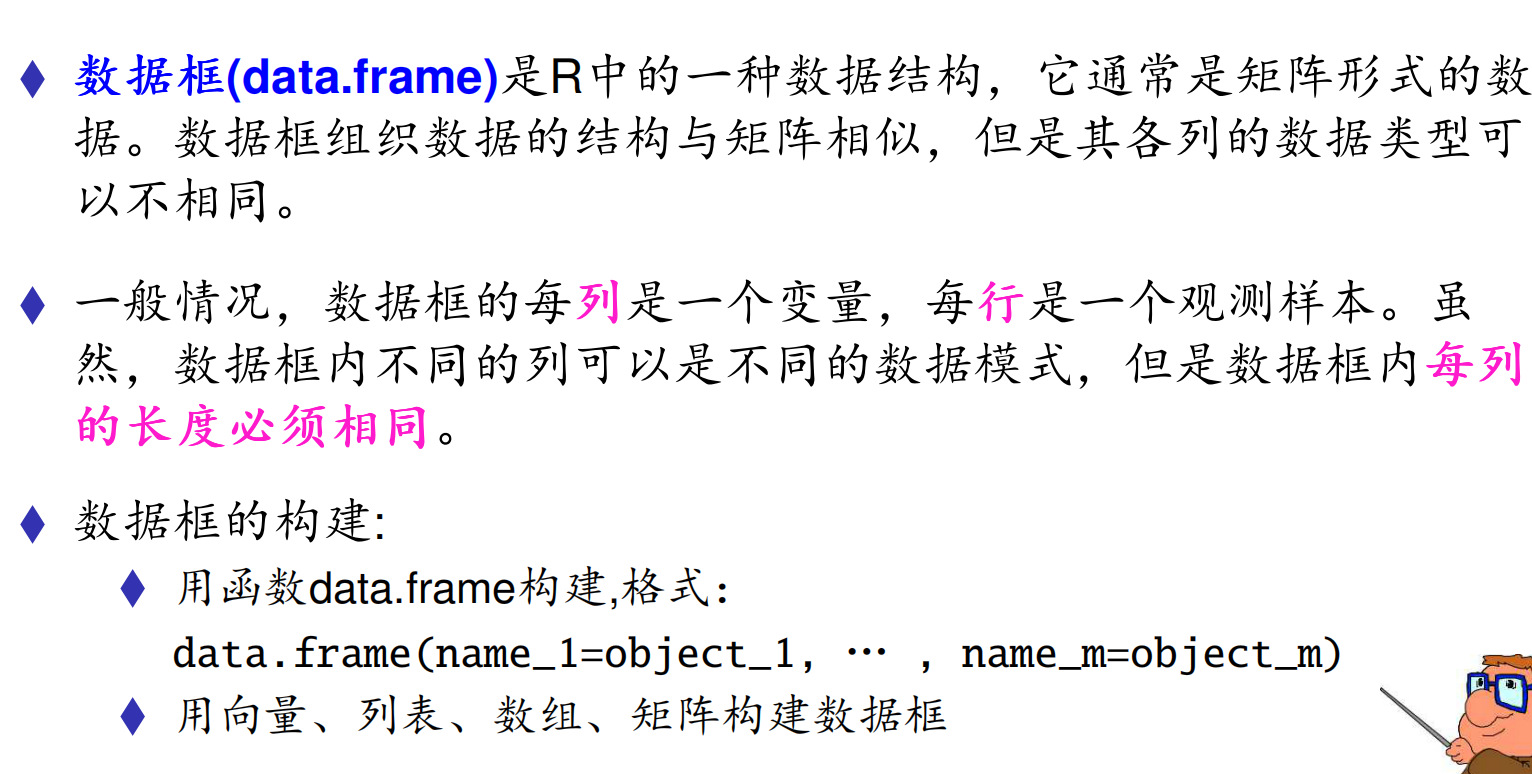 数据框(data.frame)是R中的一种数据结构，它通常是矩阵形式的数
据。数据框组织数据的结构与矩阵相似，但是其各列的数据类型可
以不相同。
一般情况，数据框的每列是一个变量，每行是一个观测样本。虽
然，数据框内不同的列可以是不同的数据模式，但是数据框内每列
的长度必须相同。
数据框的构建:
用函数data.frame构建,格式：
data.frame(name_1=object_1, … , name_m=object_m)
用向量、列表、数组、矩阵构建数据框